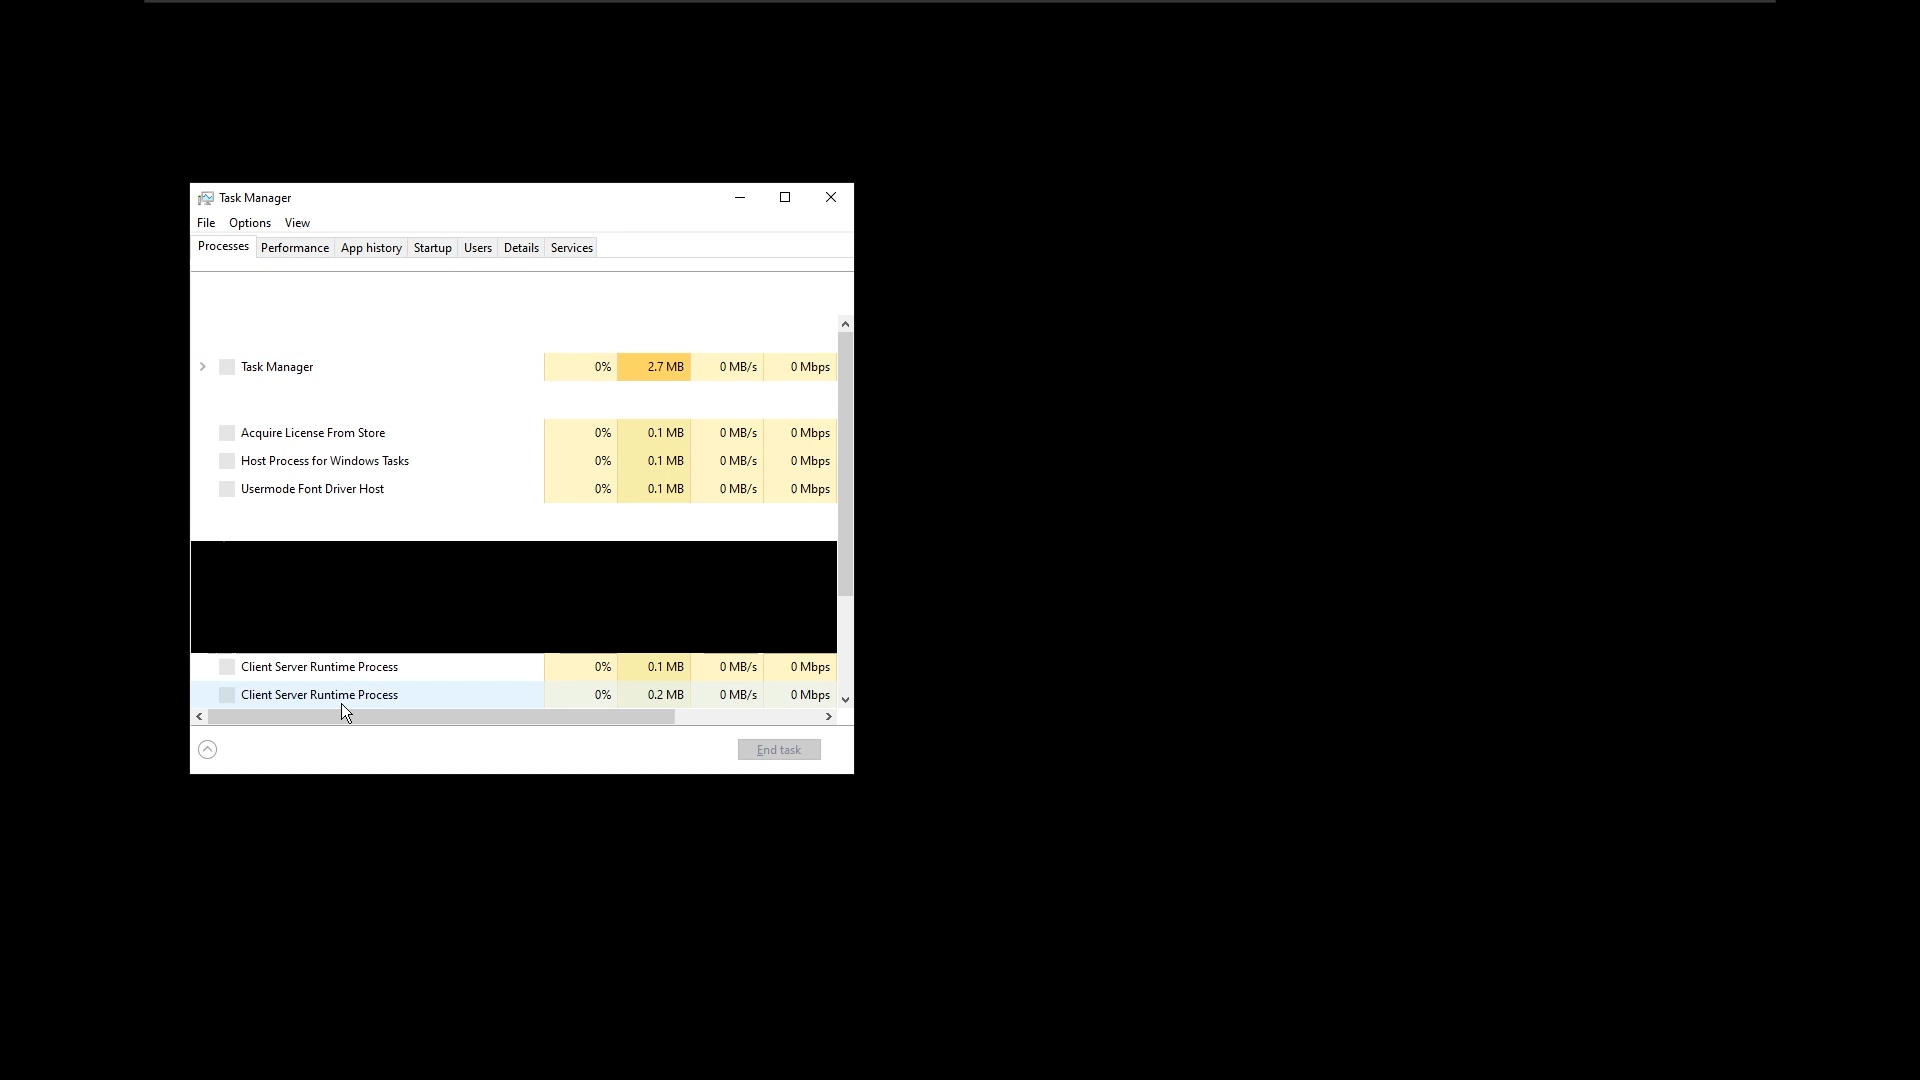 Task Manager
File Options View
Processes Performance App history Startup Users Details Services
Task Manager 0% 2.7 MB 0 MB/s 0 Mbps
Acquire License From Store 0% 0.1 MB 0 MB/s 0 Mbps
Host Process for Windows Tasks 0% 0.1 MB 0 MB/s 0 Mbps
Usermode Font Driver Host 0% 0.1 MB 0 MB/s 0 Mbps
Client Server Runtime Process 0% 0.1 MB 0 MB/s 0 Mbps
Client Server Runtime Process 0% 0.2 MB 0 MB/s 0 Mbps
End task